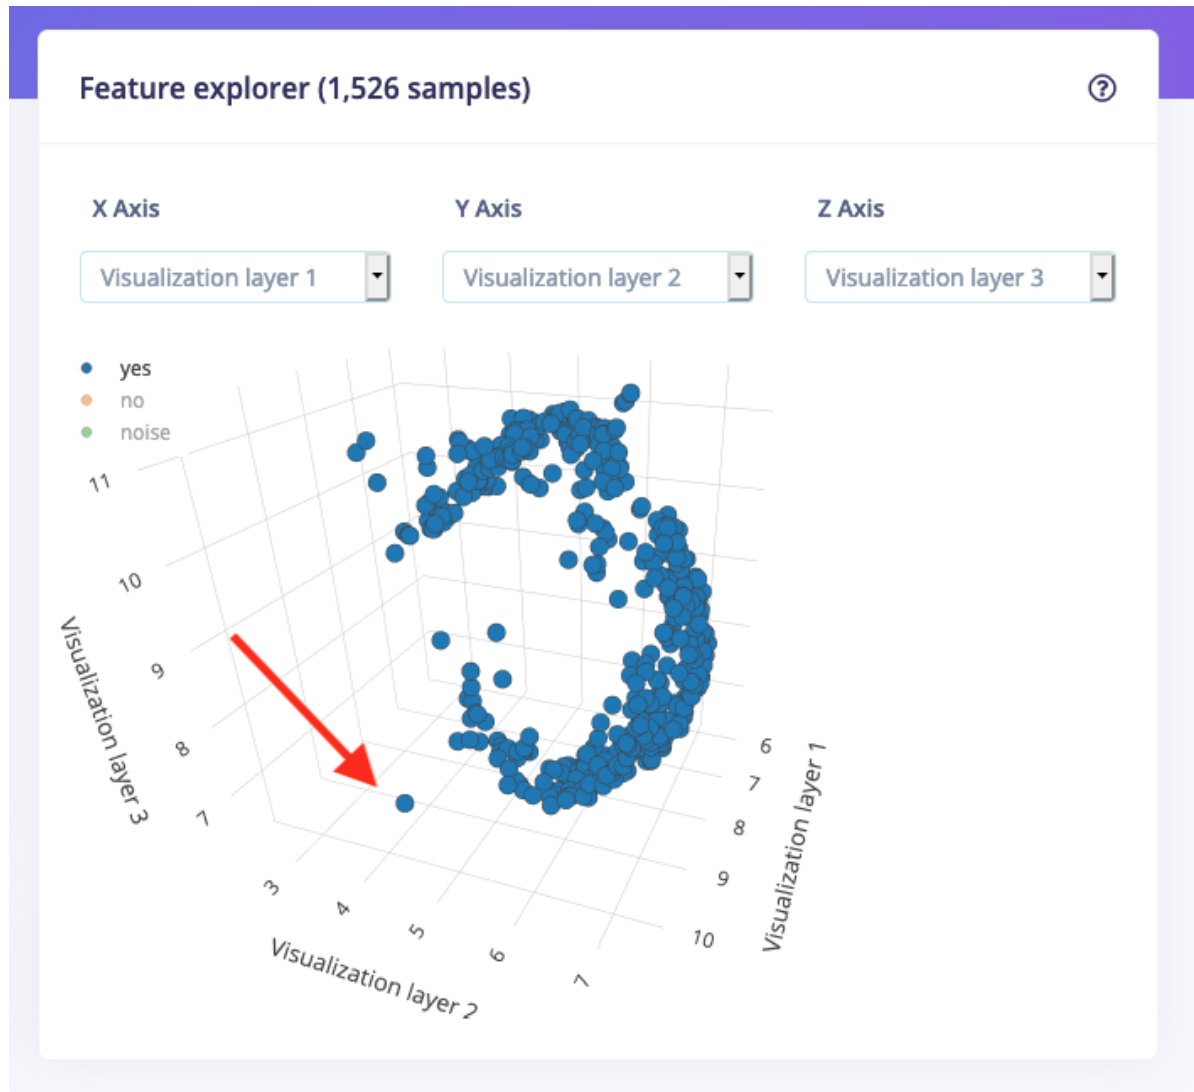 Feature explorer (1,526 samples)
X Axis
Y Axis
Z Axis
Visualization layer 1
Visualization layer 2
Visualization layer 3
yes
no
noise
11
10
9
8
7
Visualization layer 3
3
4
5
6
7
Visualization layer 2
6
7
8
9
10
Visualization layer 1